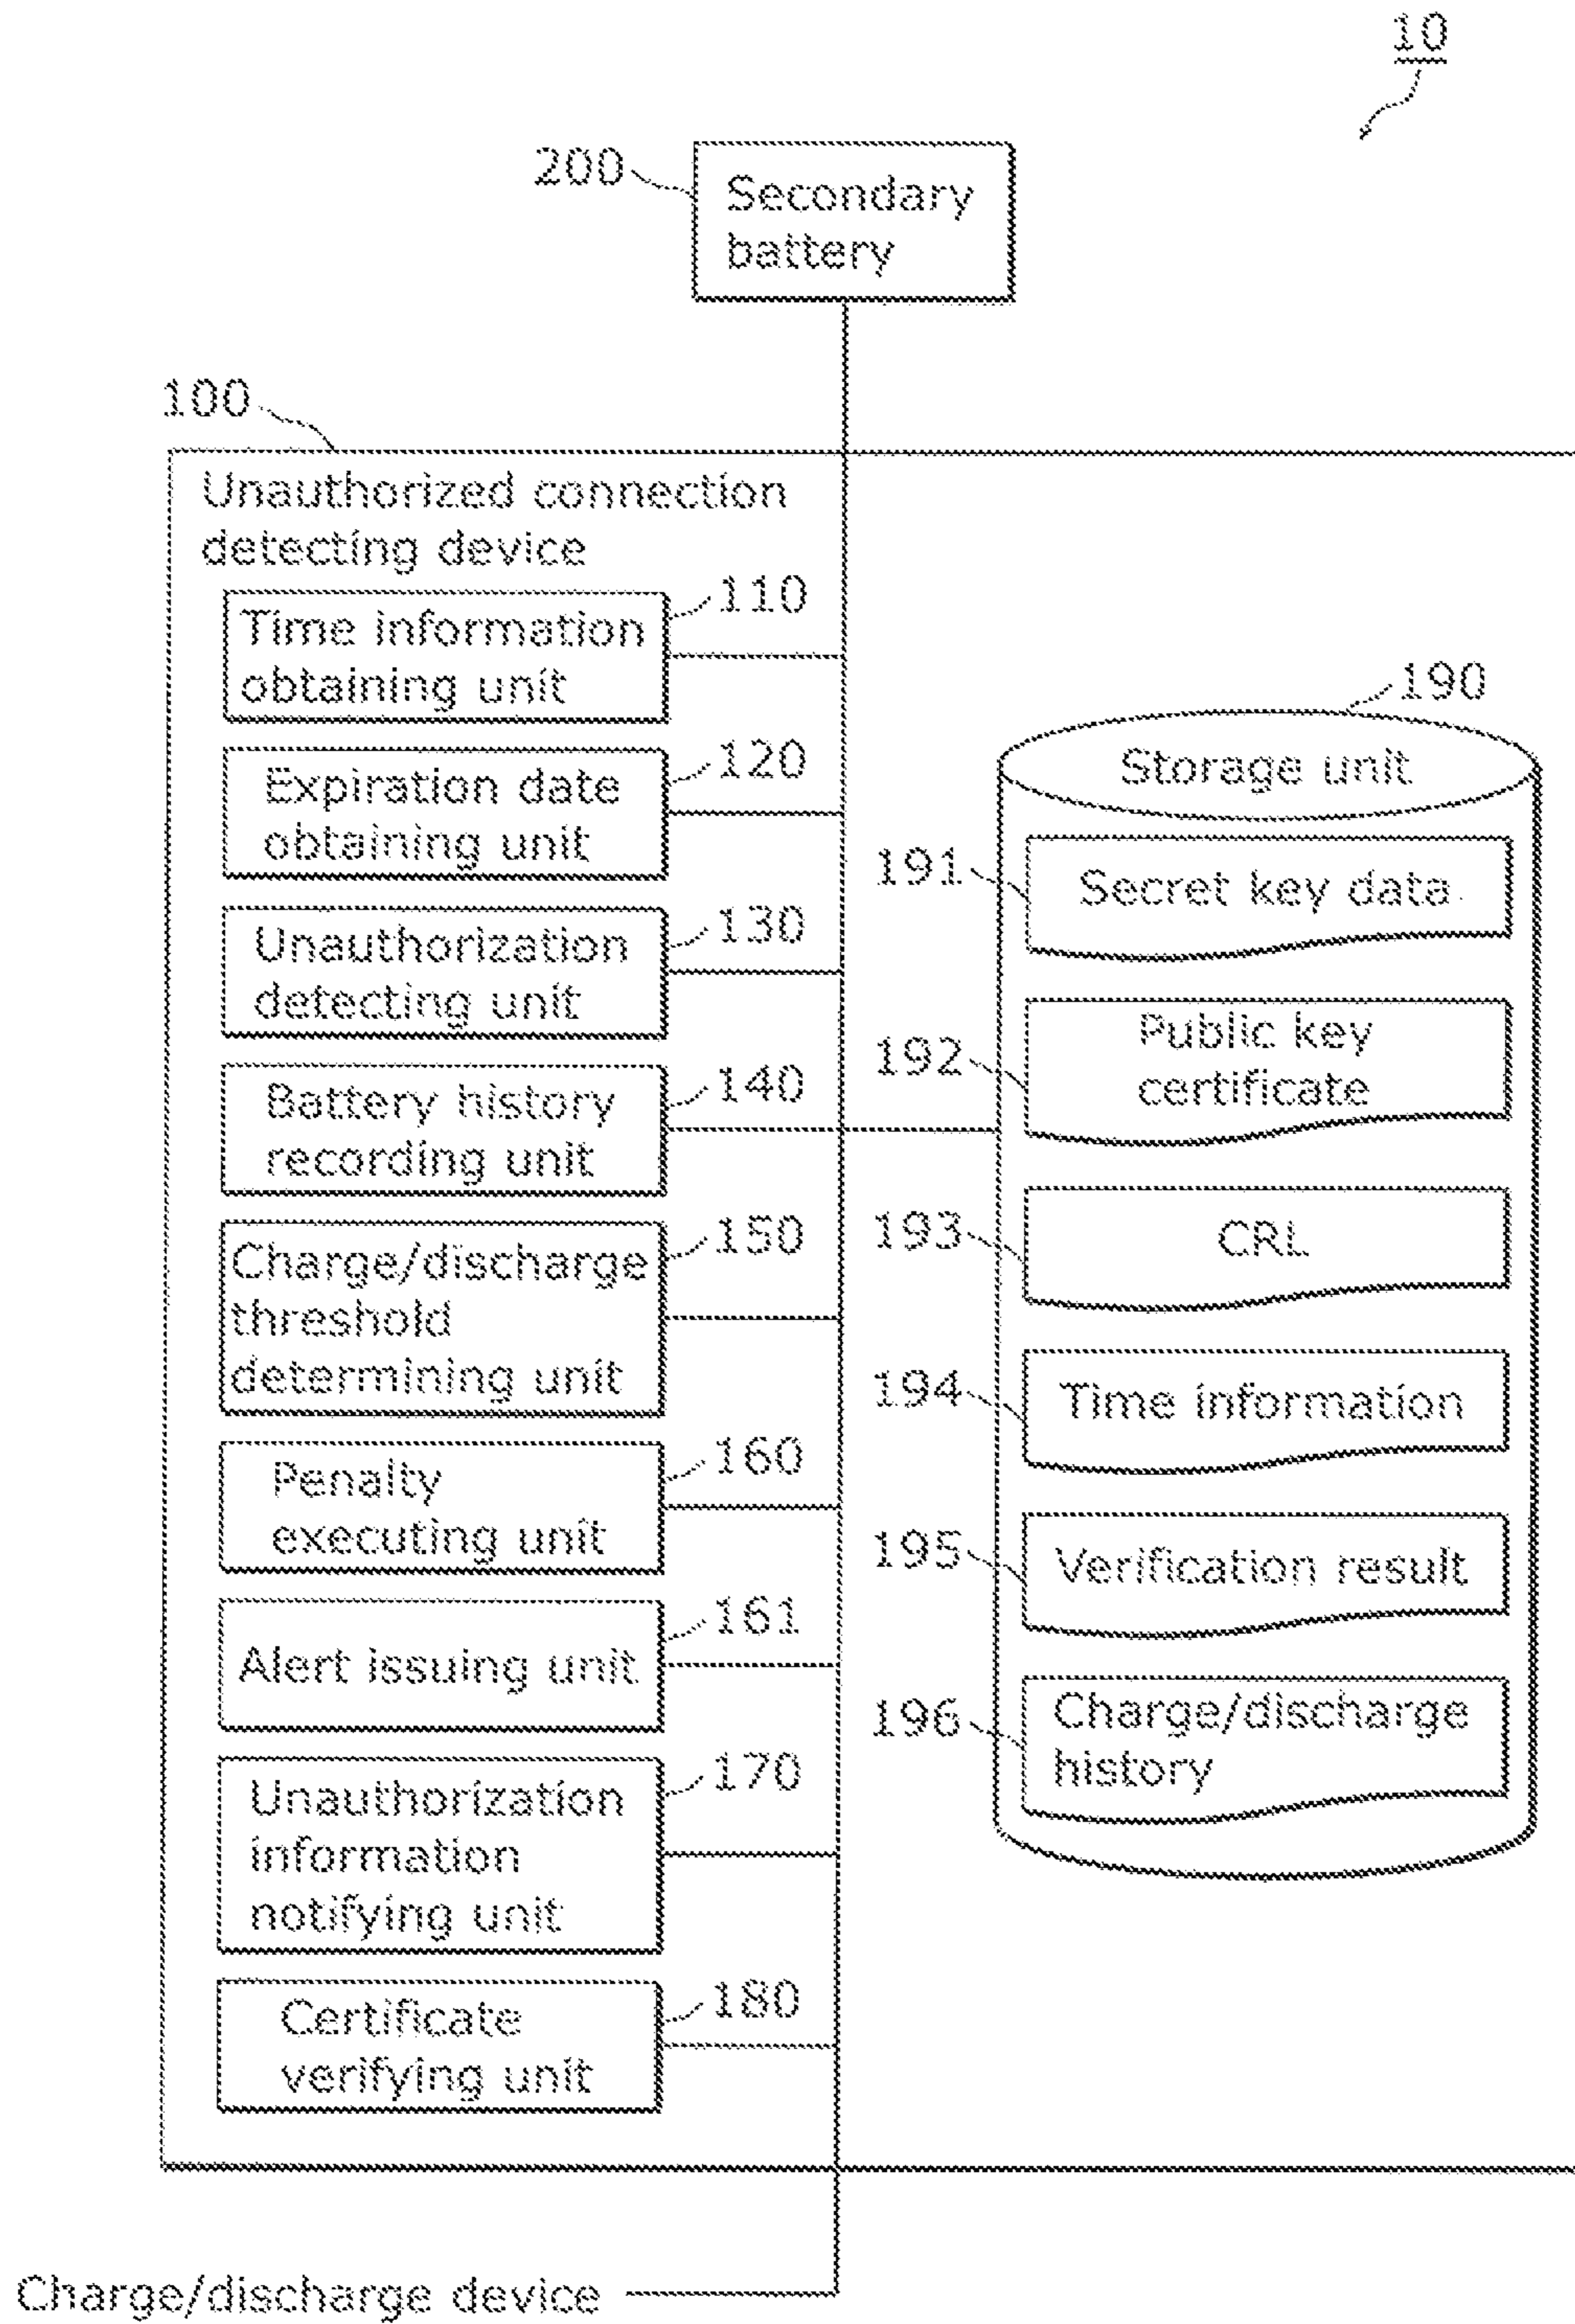 10
200
Secondary
battery
100
Unauthorized connection
detecting device
110
Time information
obtaining unit
120
Expiration date
obtaining unit
130
Unauthorization
detecting unit
140
Battery history
recording unit
150
Charge/discharge
threshold
determining unit
160
Penalty
executing unit
161
Alert issuing unit
170
Unauthorization
information
notifying unit
180
Certificate
verifying unit
190
Storage unit
191
Secret key data
192
Public key
certificate
193
CRL
194
Time information
195
Verification result
196
Charge/discharge
history
Charge/discharge device